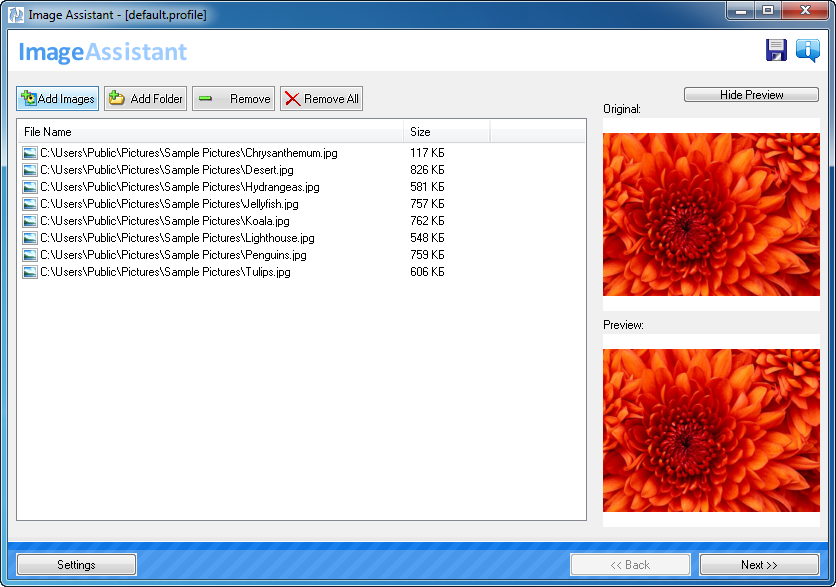 Image Assistant - [default.profile]
ImageAssistant
Add Images Add Folder Remove Remove All
Hide Preview
Original:
File Name Size
C:\Users\Public\Pictures\Sample Pictures\Chrysanthemum.jpg 117 КБ
C:\Users\Public\Pictures\Sample Pictures\Desert.jpg 826 КБ
C:\Users\Public\Pictures\Sample Pictures\Hydrangeas.jpg 581 КБ
C:\Users\Public\Pictures\Sample Pictures\Jellyfish.jpg 757 КБ
C:\Users\Public\Pictures\Sample Pictures\Koala.jpg 762 КБ
C:\Users\Public\Pictures\Sample Pictures\Lighthouse.jpg 548 КБ
C:\Users\Public\Pictures\Sample Pictures\Penguins.jpg 759 КБ
C:\Users\Public\Pictures\Sample Pictures\Tulips.jpg 606 КБ
Preview:
Settings << Back Next >>